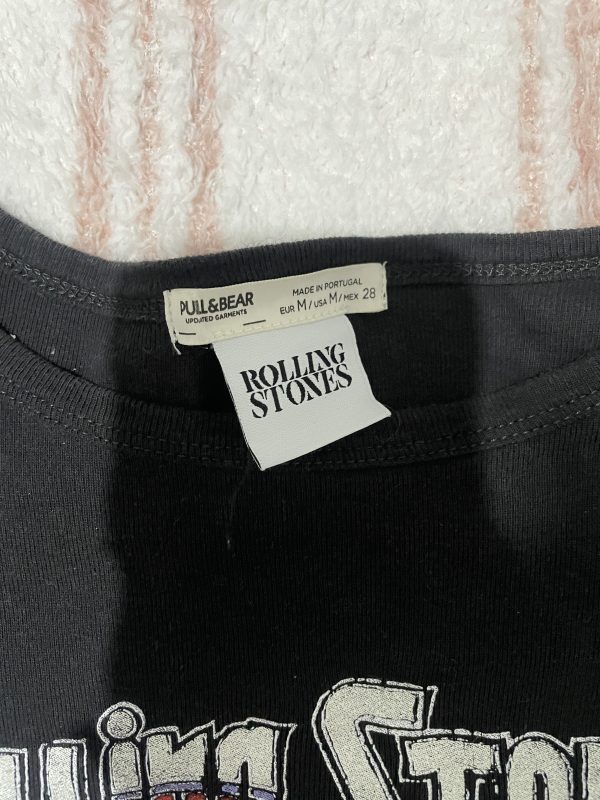 PULL&BEAR
UPDATED GARMENTS
MADE IN PORTUGAL
EUR M/USA M/MEX 28
ROLLING
STONES